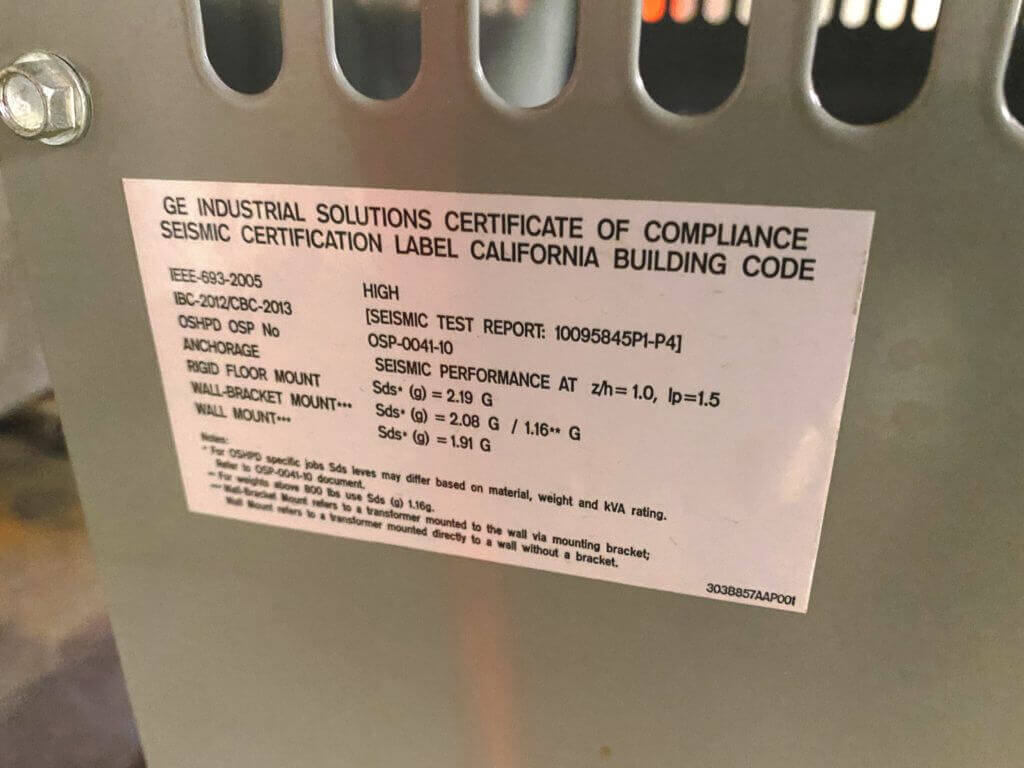 GE INDUSTRIAL SOLUTIONS CERTIFICATE OF COMPLIANCE
SEISMIC CERTIFICATION LABEL CALIFORNIA BUILDING CODE
IEEE-693-2005 HIGH
IBC-2012/CBC-2013 [SEISMIC TEST REPORT: 10095845P1-P4]
OSHPD OSP No OSP-0041-10
ANCHORAGE SEISMIC PERFORMANCE AT z/h=1.0, Ip=1.5
RIGID FLOOR MOUNT Sds* (g) = 2.19 G
WALL-BRACKET MOUNT*** Sds* (g) = 2.08 G / 1.16** G
WALL MOUNT*** Sds* (g) = 1.91 G
Notes:
* For OSHPD specific jobs Sds leves may differ based on material, weight and kVA rating.
Refer to OSP-0041-10 document.
** For weights above 800 lbs use Sds (g) 1.16g.
*** Wall-Bracket Mount refers to a transformer mounted to the wall via mounting bracket;
Wall Mount refers to a transformer mounted directly to a wall without a bracket.
303B857AAP001